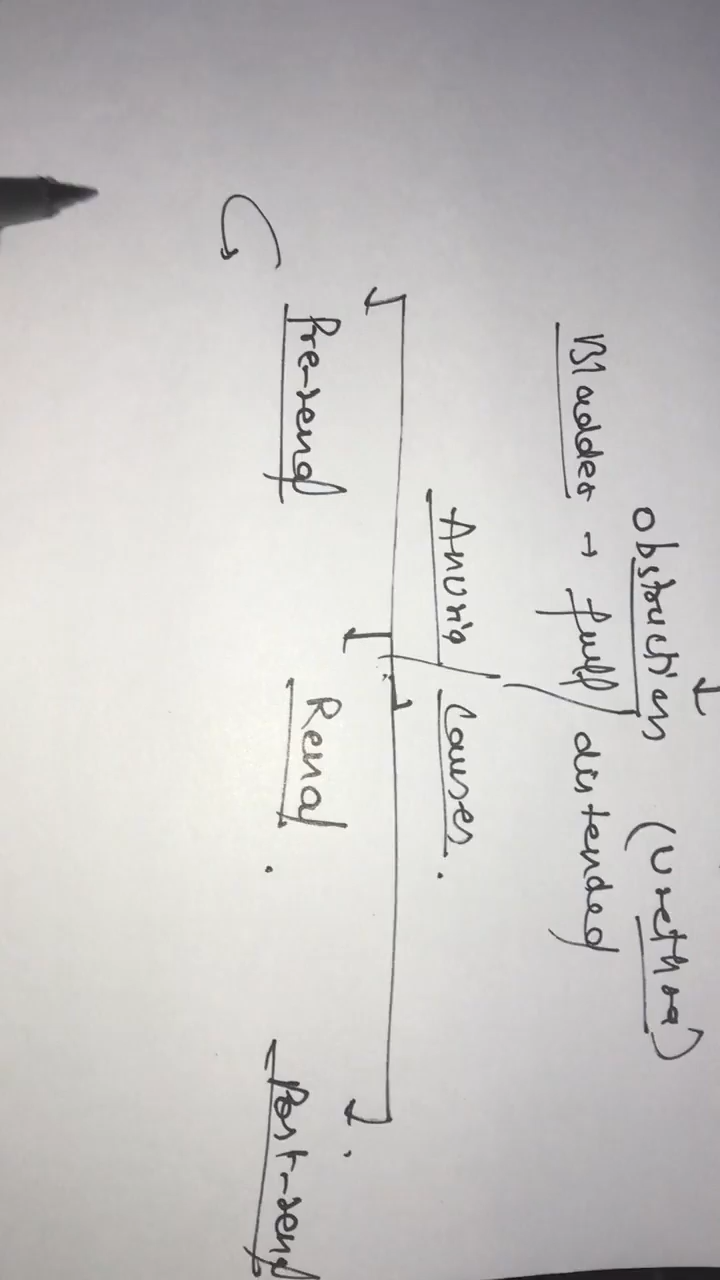 ↓
obstruction (Urethra)
Bladder → full distended
Anuria Causes.
Pre-renal Renal. Post-renal